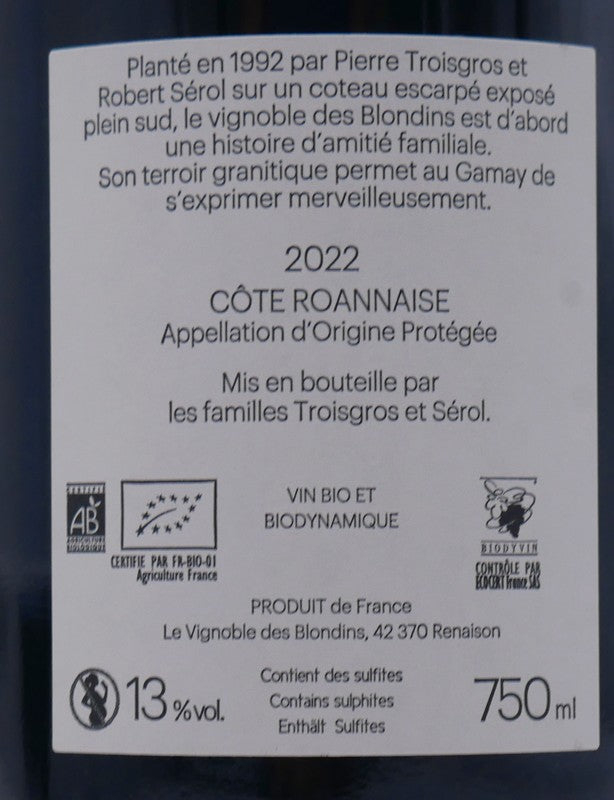 Planté en 1992 par Pierre Troisgros et
Robert Sérol sur un coteau escarpé exposé
plein sud, le vignoble des Blondins est d'abord
une histoire d'amitié familiale.
Son terroir granitique permet au Gamay de
s'exprimer merveilleusement.
2022
CÔTE ROANNAISE
Appellation d'Origine Protégée
Mis en bouteille par
les familles Troisgros et Sérol.
CERTIFIÉ
AB
AGRICULTURE
BIOLOGIQUE
CERTIFIE PAR FR-BIO-01
Agriculture France
VIN BIO ET
BIODYNAMIQUE
BIODYVIN
CONTRÔLE PAR
ECOCERT France SAS
PRODUIT de France
Le Vignoble des Blondins, 42 370 Renaison
13 %vol.
Contient des sulfites
Contains sulphites
Enthält Sulfites
750 ml